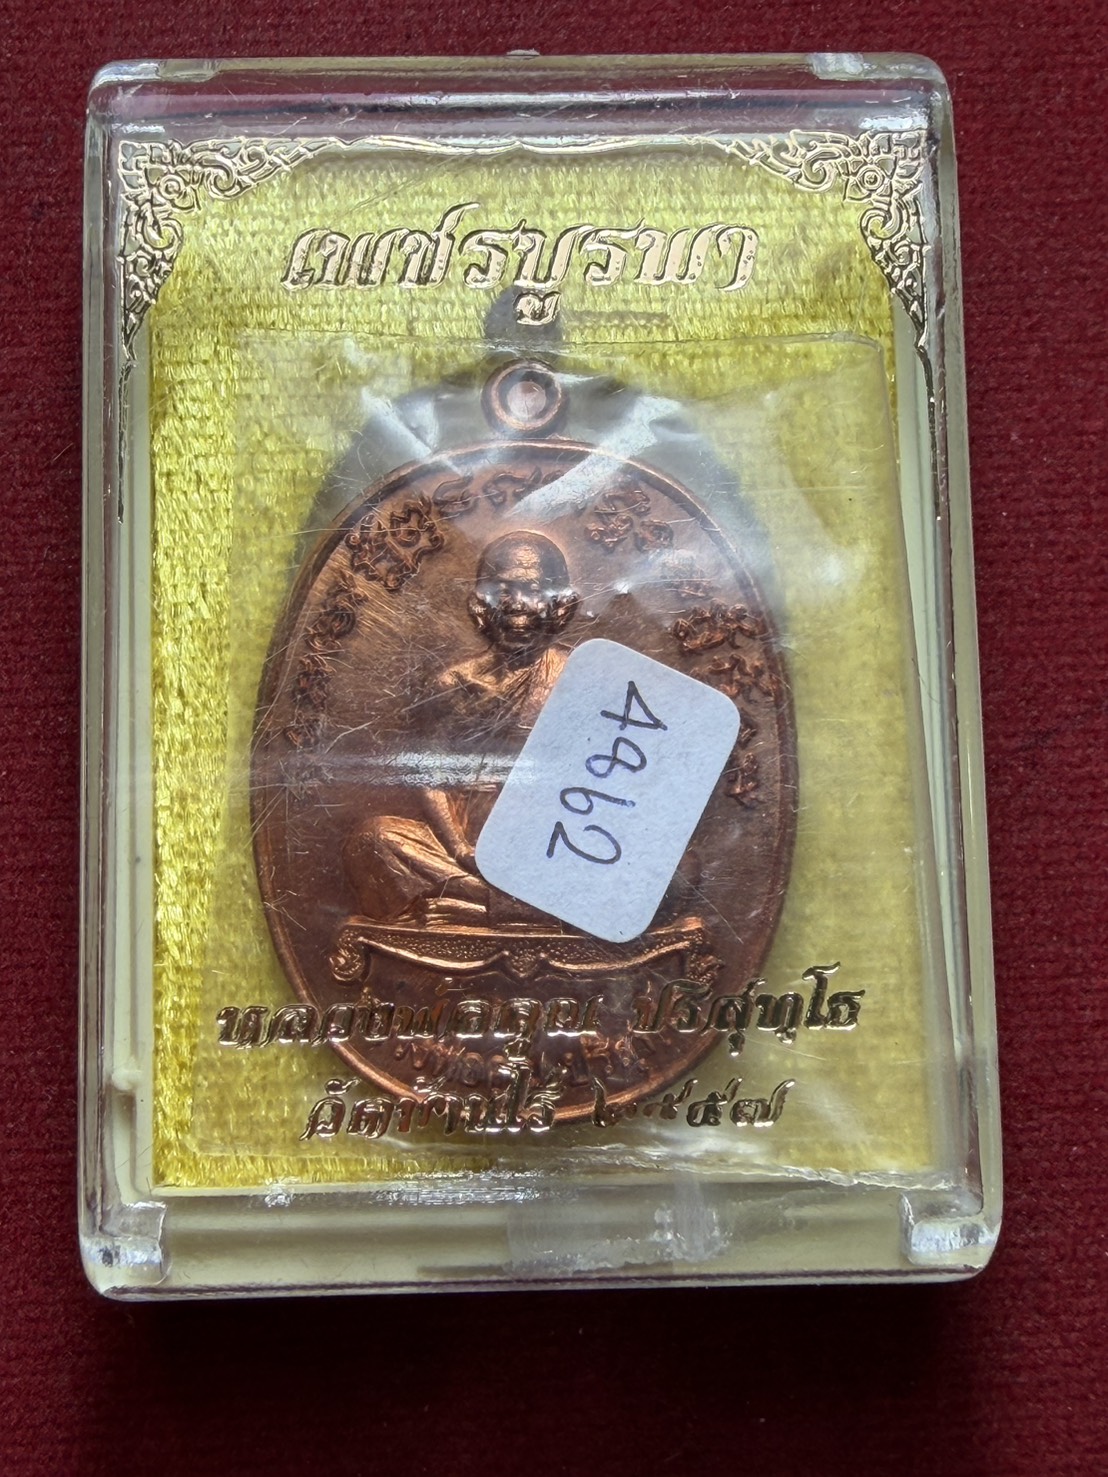 เพชรบูรพา
4962
หลวงพ่อคูณ ปริสุทฺโธ
วัดบ้านไร่ ๒๕๕๗